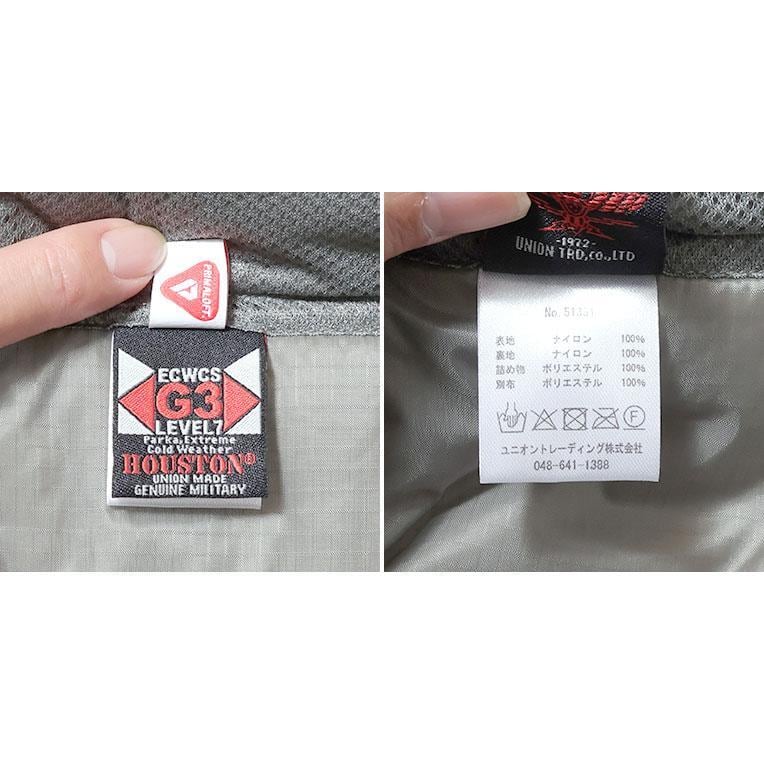 PRIMALOFT®
ECWCS
G3
LEVEL7
Parka, Extreme
Cold Weather
HOUSTON®
UNION MADE
GENUINE MILITARY
-1972-
UNION TRD,co.,LTD
No. 51351
表地 ナイロン 100%
裏地 ナイロン 100%
詰め物 ポリエステル 100%
別布 ポリエステル 100%
F
ユニオントレーディング株式会社
048-641-1388